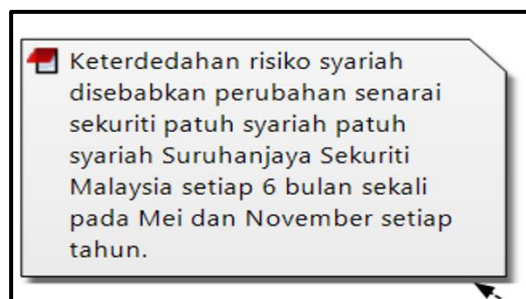 Keterdedahan risiko syariah
disebabkan perubahan senarai
sekuriti patuh syariah patuh
syariah Suruhanjaya Sekuriti
Malaysia setiap 6 bulan sekali
pada Mei dan November setiap
tahun.